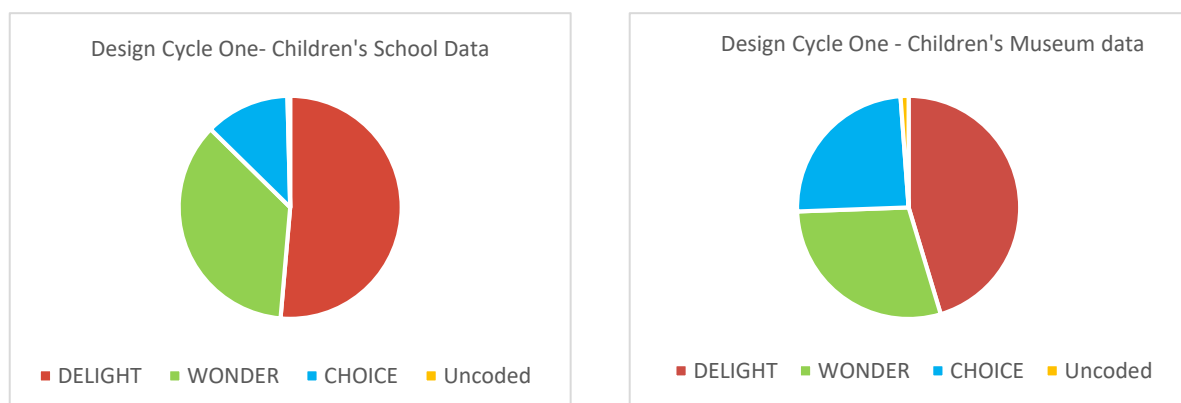 Design Cycle One- Children's School Data
DELIGHT WONDER CHOICE Uncoded
Design Cycle One - Children's Museum data
DELIGHT WONDER CHOICE Uncoded